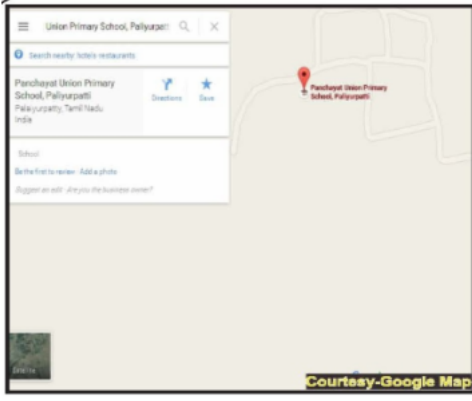 Union Primary School, Paliyurpatt
Search nearby: hotels restaurants
Panchayat Union Primary
School, Paliyurpatti
Palaiyurpatty, Tamil Nadu
India
Directions
Save
School
Be the first to review · Add a photo
Suggest an edit · Are you the business owner?
Panchayat Union Primary
School, Paliyurpatti
Courtesy-Google Map